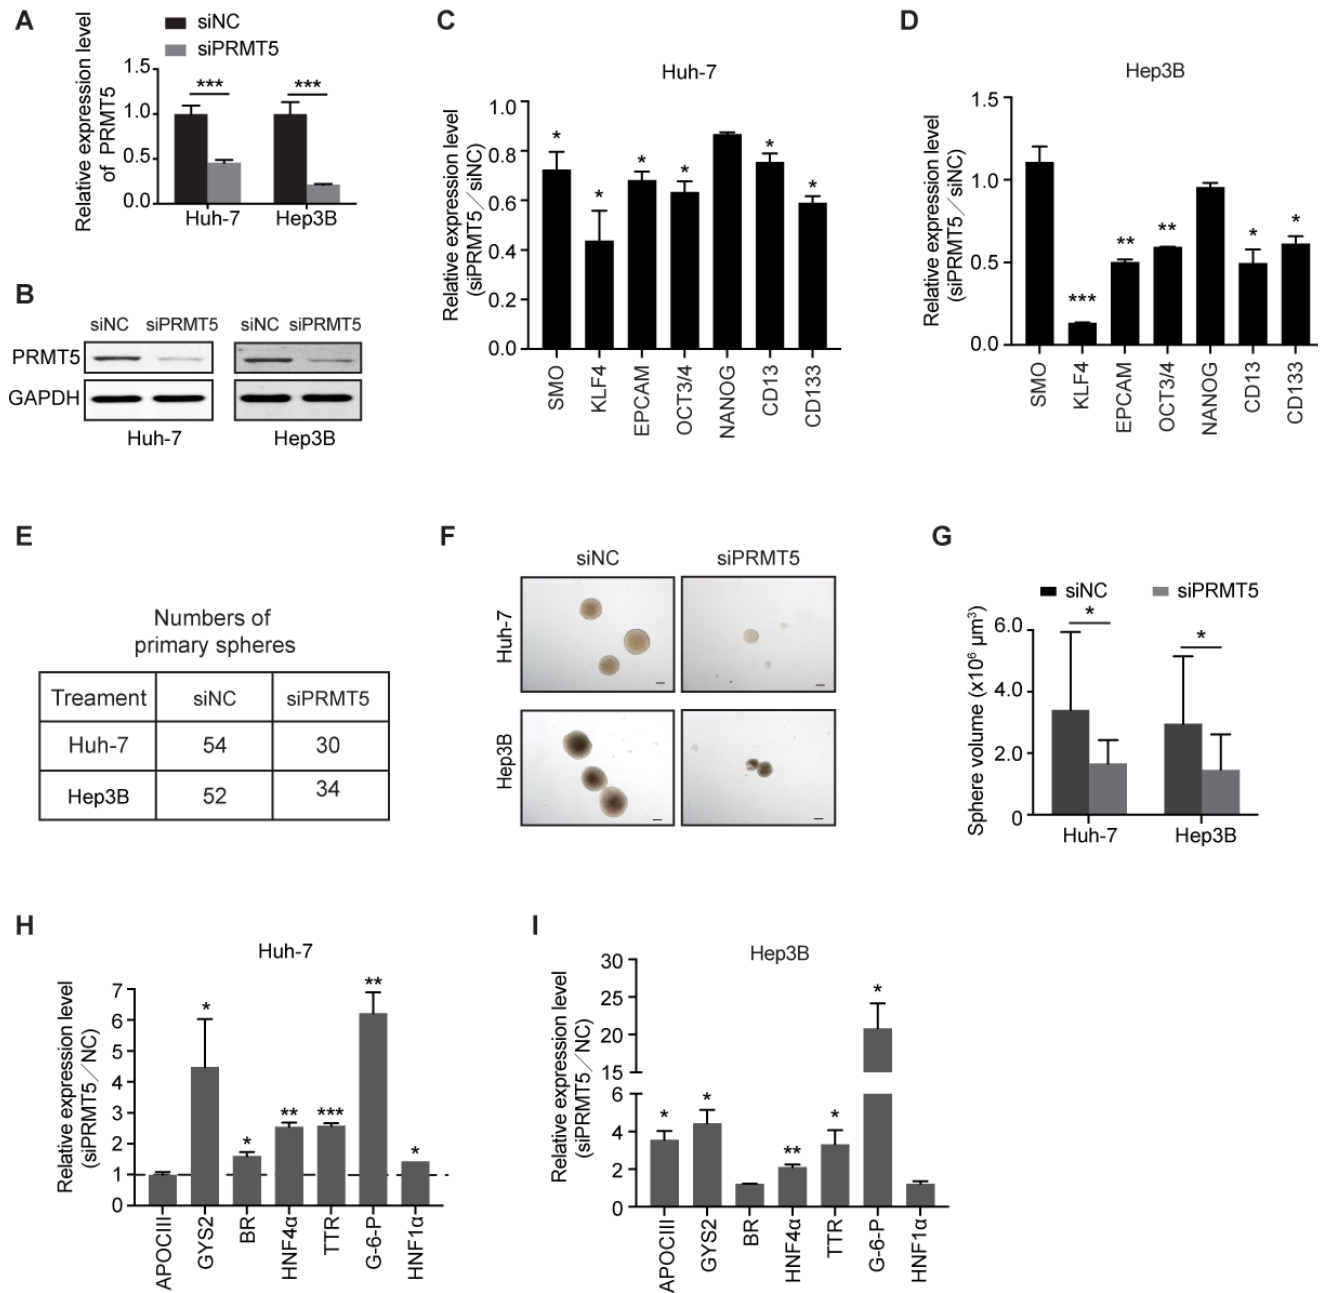 A
siNC
siPRMT5
Relative expression level
of PRMT5
1.5
1.0
0.5
0.0
***
***
Huh-7
Hep3B
B
siNC siPRMT5
siNC siPRMT5
PRMT5
GAPDH
Huh-7
Hep3B
C
Huh-7
Relative expression level
(siPRMT5/siNC)
1.0
0.8
0.6
0.4
0.2
0.0
*
*
*
*
*
*
SMO
KLF4
EPCAM
OCT3/4
NANOG
CD13
CD133
D
Hep3B
Relative expression level
(siPRMT5/siNC)
1.5
1.0
0.5
0.0
***
**
**
*
*
SMO
KLF4
EPCAM
OCT3/4
NANOG
CD13
CD133
E
Numbers of
primary spheres
Treament siNC siPRMT5
Huh-7 54 30
Hep3B 52 34
F
siNC siPRMT5
Huh-7
Hep3B
G
siNC
siPRMT5
Sphere volume (x10⁶ µm³)
6.0
4.0
2.0
0
*
*
Huh-7
Hep3B
H
Huh-7
Relative expression level
(siPRMT5/NC)
7
6
5
4
3
2
1
0
*
*
**
***
**
*
APOCIII
GYS2
BR
HNF4α
TTR
G-6-P
HNF1α
I
Hep3B
Relative expression level
(siPRMT5/NC)
30
25
20
15
6
4
2
0
*
*
**
*
*
APOCIII
GYS2
BR
HNF4α
TTR
G-6-P
HNF1α